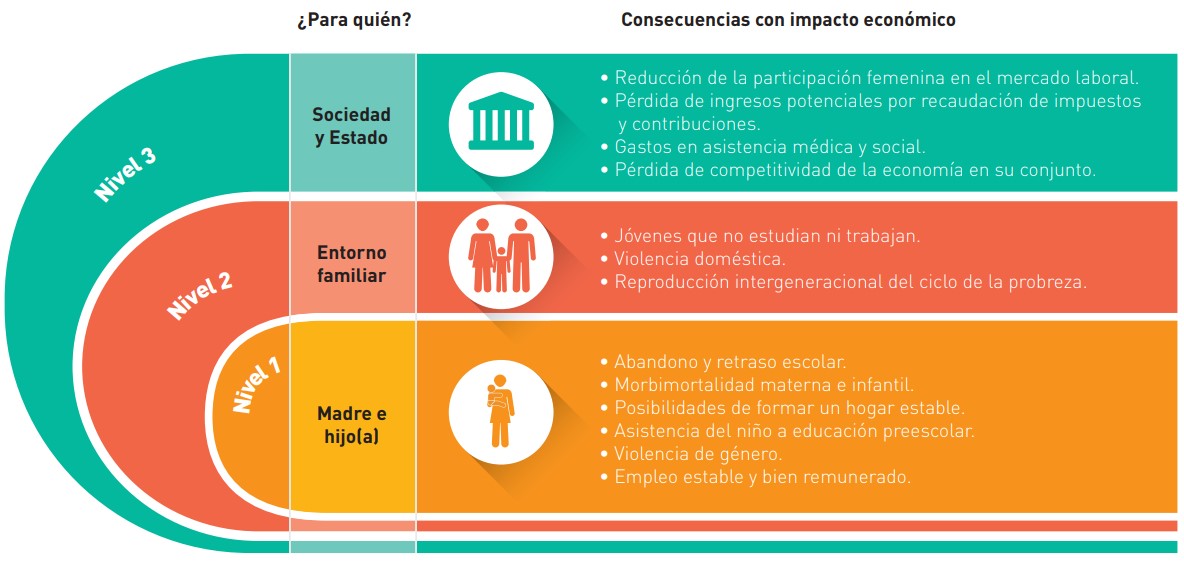 ¿Para quién?
Consecuencias con impacto económico
Nivel 3
Sociedad
y Estado
• Reducción de la participación femenina en el mercado laboral.
• Pérdida de ingresos potenciales por recaudación de impuestos
y contribuciones.
• Gastos en asistencia médica y social.
• Pérdida de competitividad de la economía en su conjunto.
Nivel 2
Entorno
familiar
• Jóvenes que no estudian ni trabajan.
• Violencia doméstica.
• Reproducción intergeneracional del ciclo de la probreza.
Nivel 1
Madre e
hijo(a)
• Abandono y retraso escolar.
• Morbimortalidad materna e infantil.
• Posibilidades de formar un hogar estable.
• Asistencia del niño a educación preescolar.
• Violencia de género.
• Empleo estable y bien remunerado.